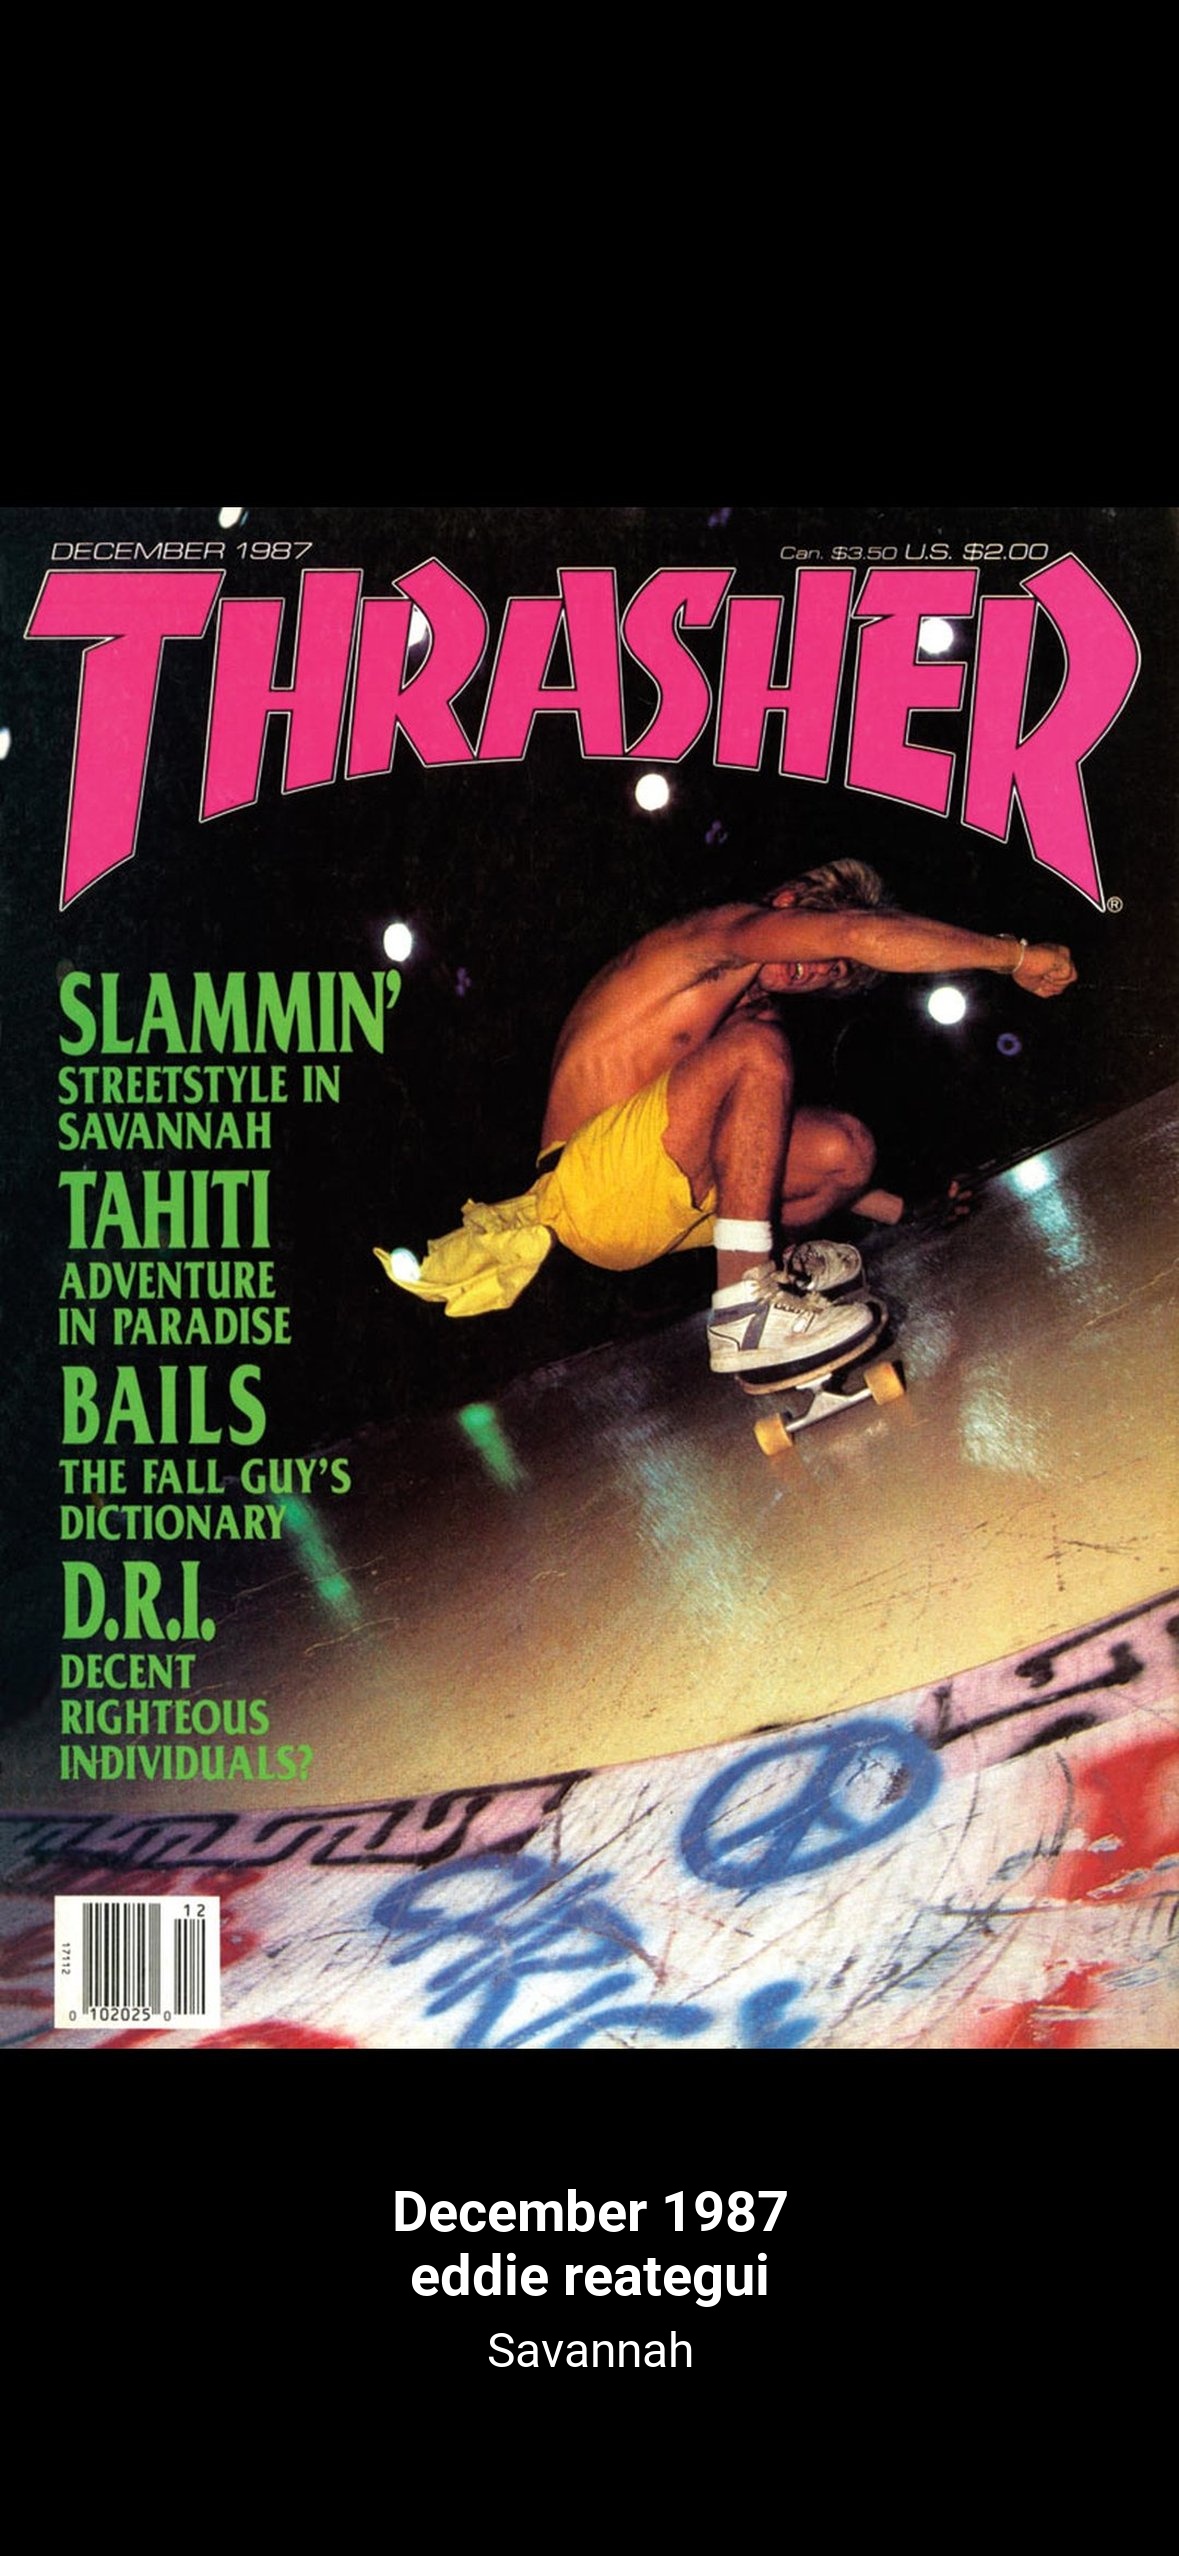 DECEMBER 1987
Can. $3.50 U.S. $2.00
THRASHER®
SLAMMIN'
STREETSTYLE IN
SAVANNAH
TAHITI
ADVENTURE
IN PARADISE
BAILS
THE FALL GUY'S
DICTIONARY
D.R.I.
DECENT
RIGHTEOUS
INDIVIDUALS?
12
17112
0 102025 0
December 1987
eddie reategui
Savannah